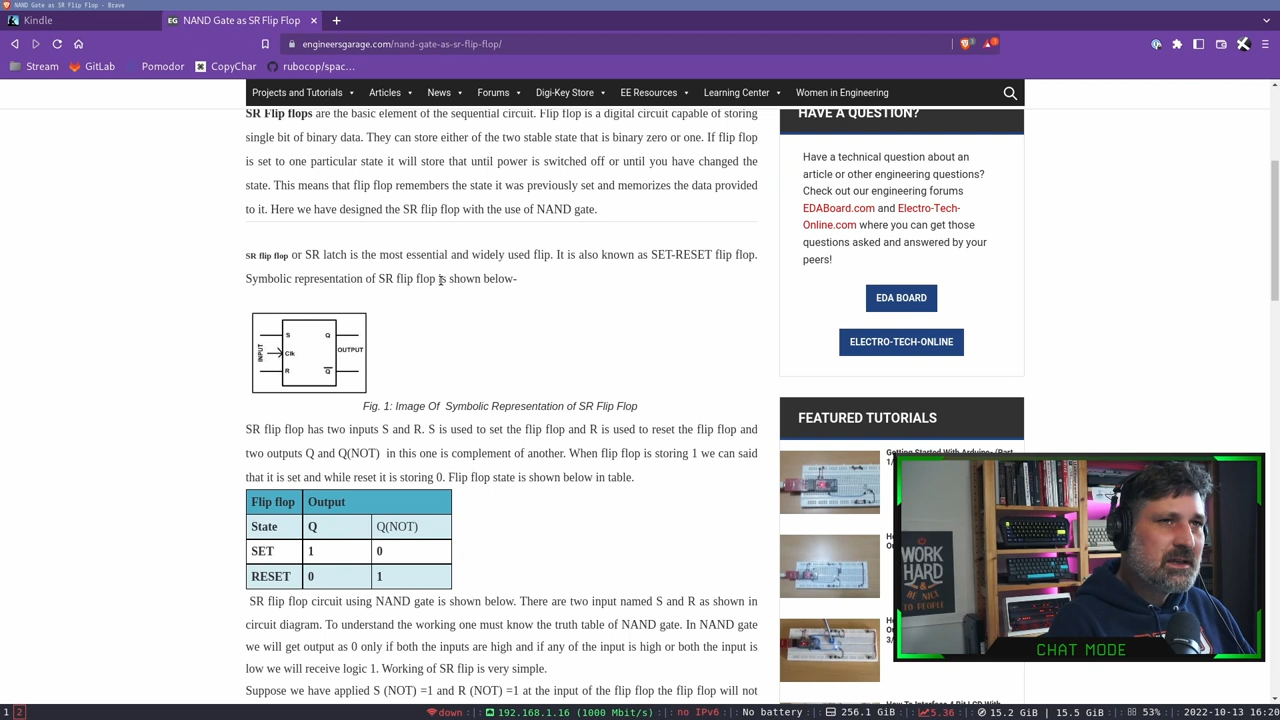 NAND Gate as SR Flip Flop - Brave
Kindle
EG NAND Gate as SR Flip Flop
engineersgarage.com/nand-gate-as-sr-flip-flop/
Stream GitLab Pomodor CopyChar rubocop/spac…
Projects and Tutorials Articles News Forums Digi-Key Store EE Resources Learning Center Women in Engineering
SR Flip flops are the basic element of the sequential circuit. Flip flop is a digital circuit capable of storing
single bit of binary data. They can store either of the two stable state that is binary zero or one. If flip flop
is set to one particular state it will store that until power is switched off or until you have changed the
state. This means that flip flop remembers the state it was previously set and memorizes the data provided
to it. Here we have designed the SR flip flop with the use of NAND gate.
SR flip flop or SR latch is the most essential and widely used flip. It is also known as SET-RESET flip flop.
Symbolic representation of SR flip flop is shown below-
S Q
INPUT Clk OUTPUT
R Q
Fig. 1: Image Of Symbolic Representation of SR Flip Flop
SR flip flop has two inputs S and R. S is used to set the flip flop and R is used to reset the flip flop and
two outputs Q and Q(NOT) in this one is complement of another. When flip flop is storing 1 we can said
that it is set and while reset it is storing 0. Flip flop state is shown below in table.
Flip flop Output
State Q Q(NOT)
SET 1 0
RESET 0 1
SR flip flop circuit using NAND gate is shown below. There are two input named S and R as shown in
circuit diagram. To understand the working one must know the truth table of NAND gate. In NAND gate
we will get output as 0 only if both the inputs are high and if any of the input is high or both the input is
low we will receive logic 1. Working of SR flip is very simple.
Suppose we have applied S (NOT) =1 and R (NOT) =1 at the input of the flip flop the flip flop will not
HAVE A QUESTION?
Have a technical question about an
article or other engineering questions?
Check out our engineering forums
EDABoard.com and Electro-Tech-
Online.com where you can get those
questions asked and answered by your
peers!
EDA BOARD
ELECTRO-TECH-ONLINE
FEATURED TUTORIALS
Getting Started With Arduino- (Part
1/
3/
WORK
HARD
& BE
NICE
TO PEOPLE
CHAT MODE
1 2 down :|: 192.168.1.16 (1000 Mbit/s) :|: no IPv6 :|: No battery :|: 256.1 GiB :|: 5.36 :|: 15.2 GiB | 15.5 GiB :|: 53% :|: 2022-10-13 16:20